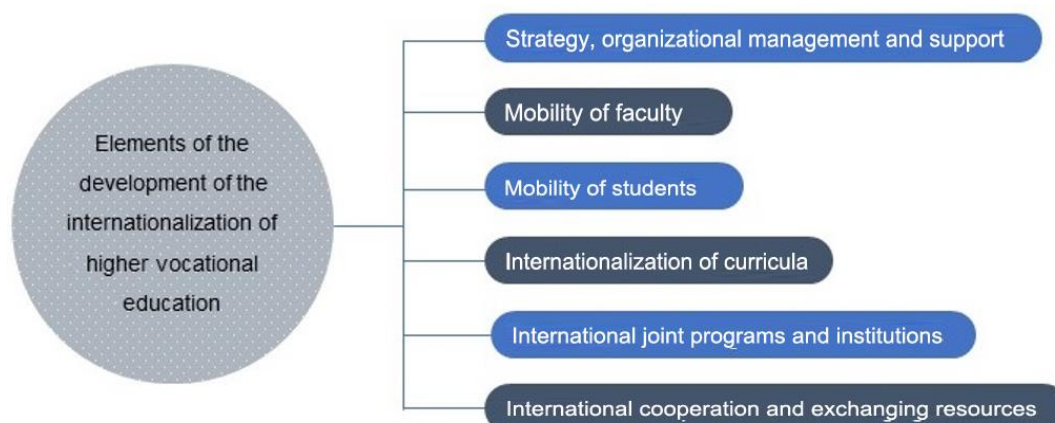 Elements of the
development of the
internationalization of
higher vocational
education
Strategy, organizational management and support
Mobility of faculty
Mobility of students
Internationalization of curricula
International joint programs and institutions
International cooperation and exchanging resources